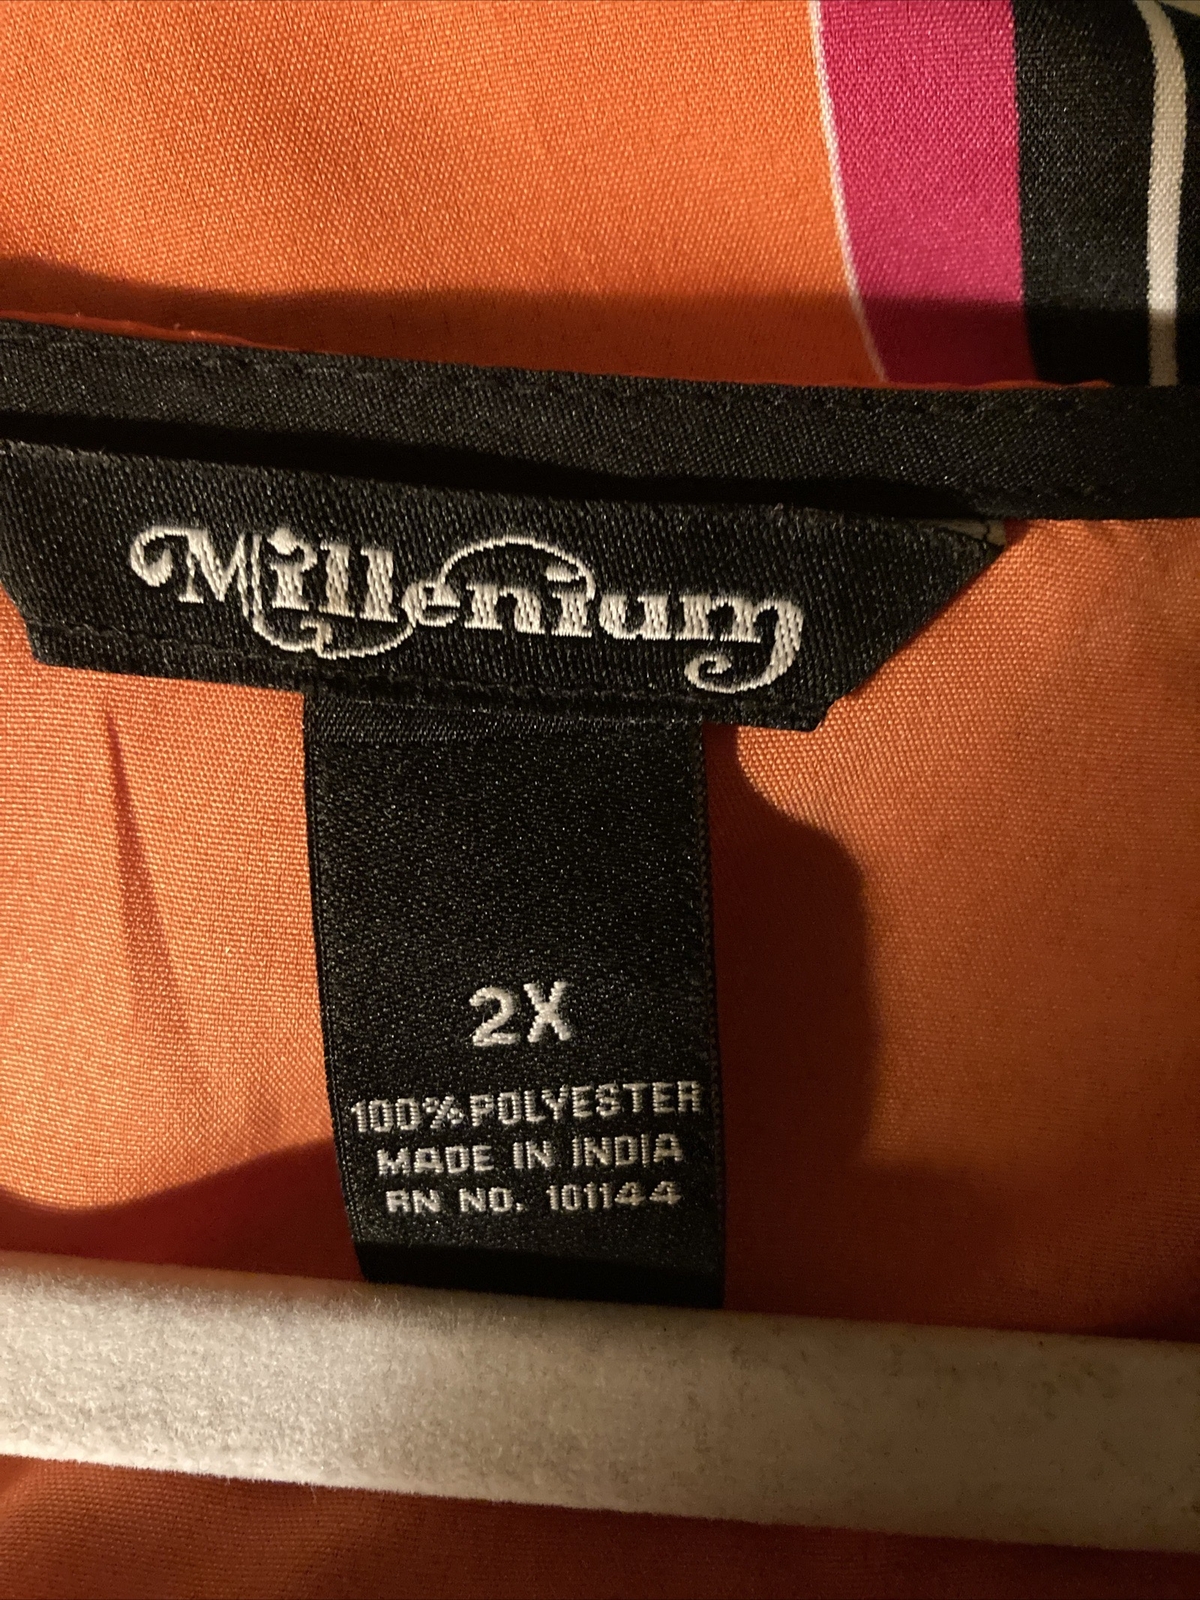 Millenium
2X
100% POLYESTER
MADE IN INDIA
RN NO. 101144